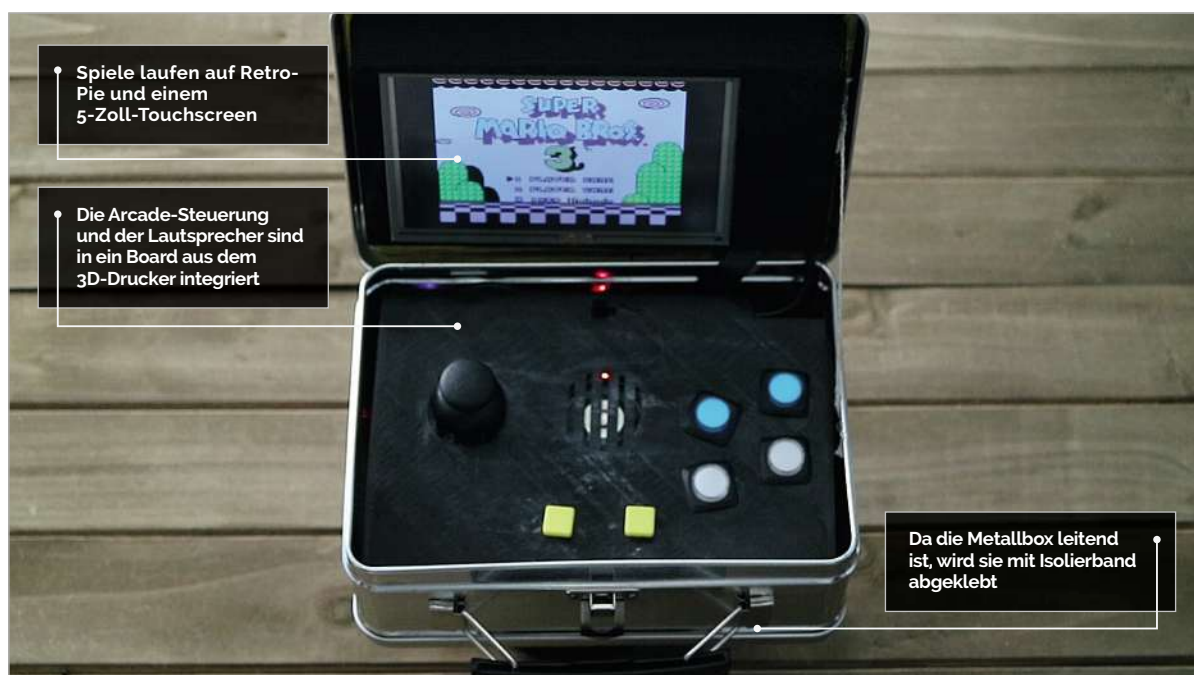 Spiele laufen auf Retro-
Pie und einem
5-Zoll-Touchscreen
SUPER
MARIO BROS.
3
Die Arcade-Steuerung
und der Lautsprecher sind
in ein Board aus dem
3D-Drucker integriert
Da die Metallbox leitend
ist, wird sie mit Isolierband
abgeklebt